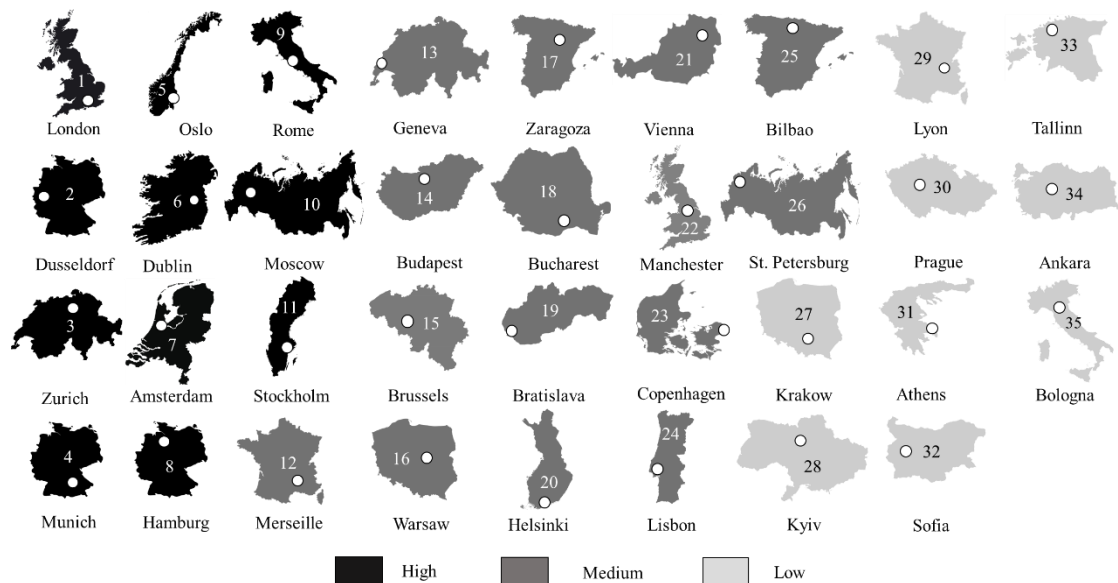 1
5
9
13
17
21
25
29
33
London
Oslo
Rome
Geneva
Zaragoza
Vienna
Bilbao
Lyon
Tallinn
2
6
10
14
18
22
26
30
34
Dusseldorf
Dublin
Moscow
Budapest
Bucharest
Manchester
St. Petersburg
Prague
Ankara
3
7
11
15
19
23
27
31
35
Zurich
Amsterdam
Stockholm
Brussels
Bratislava
Copenhagen
Krakow
Athens
Bologna
4
8
12
16
20
24
28
32
Munich
Hamburg
Merseille
Warsaw
Helsinki
Lisbon
Kyiv
Sofia
High
Medium
Low